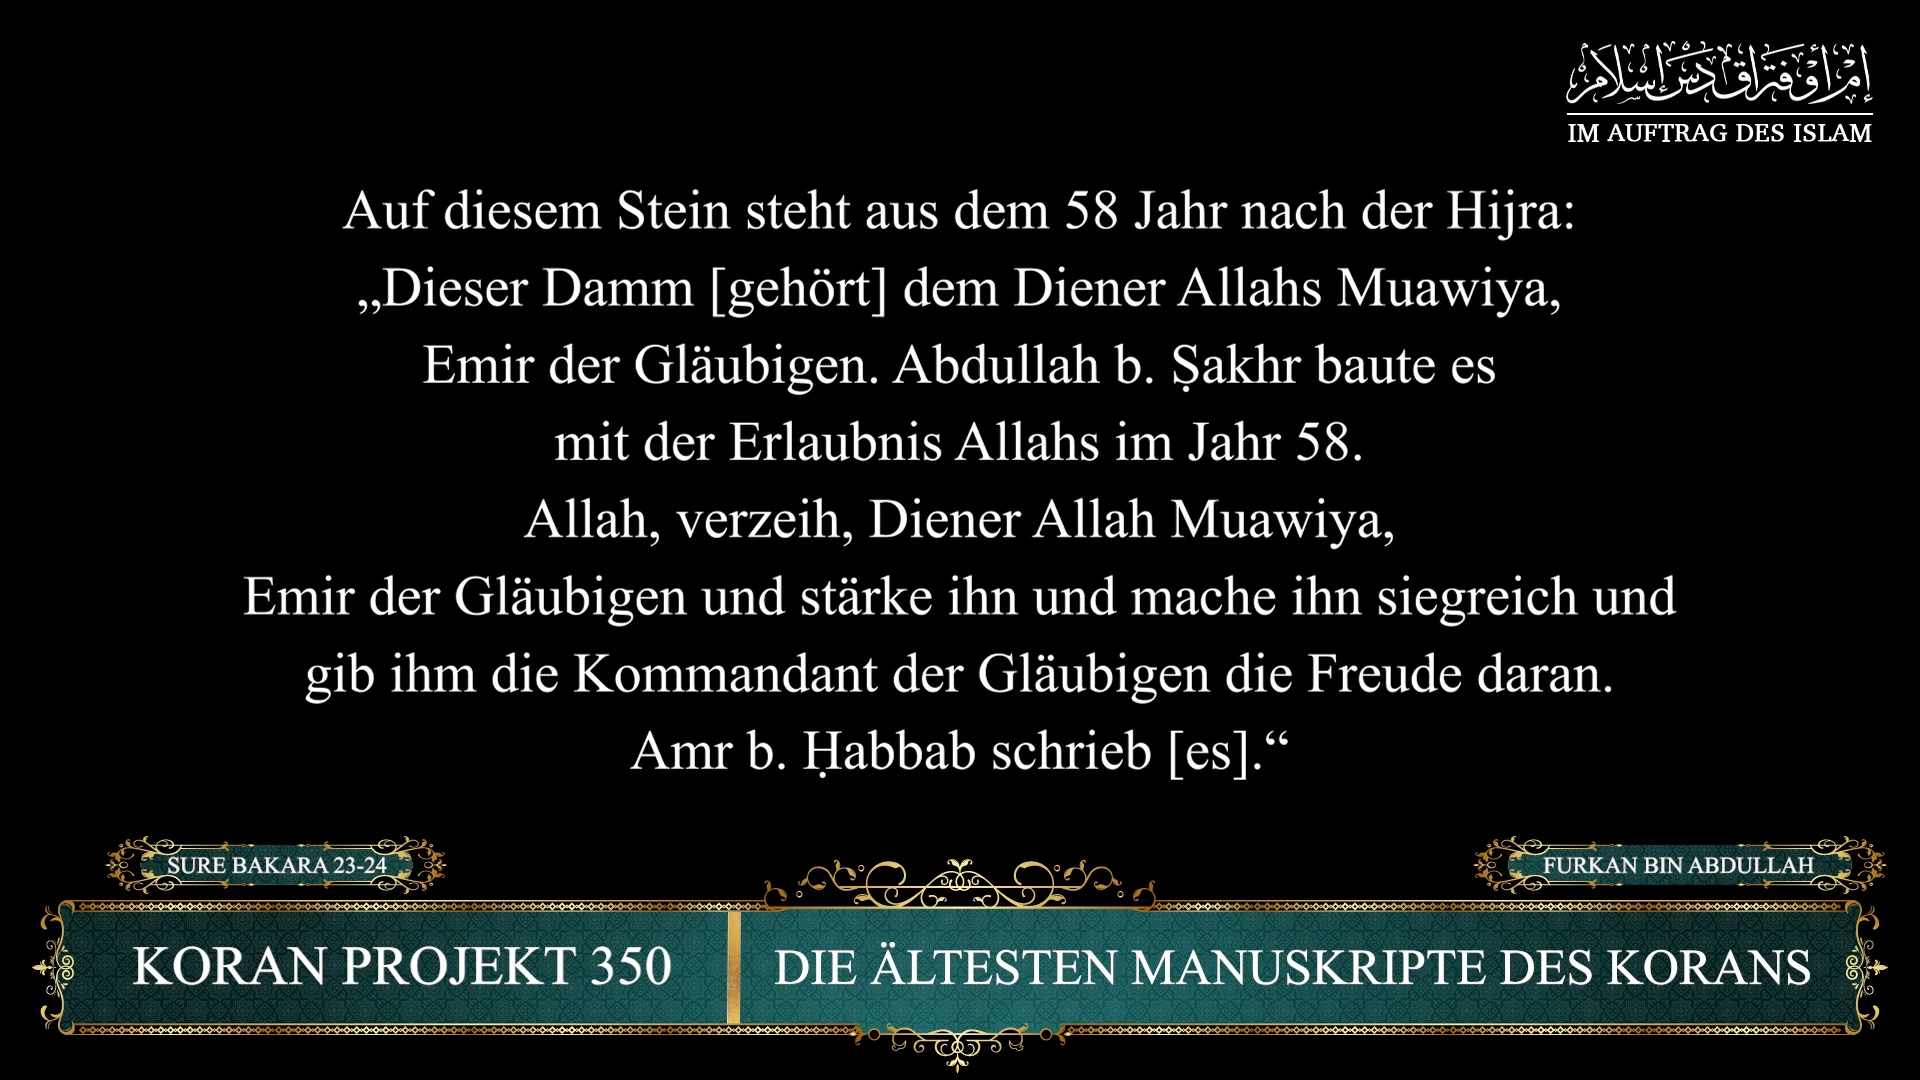 إم أوفتراق دس إسلام
IM AUFTRAG DES ISLAM
Auf diesem Stein steht aus dem 58 Jahr nach der Hijra:
„Dieser Damm [gehört] dem Diener Allahs Muawiya,
Emir der Gläubigen. Abdullah b. Ṣakhr baute es
mit der Erlaubnis Allahs im Jahr 58.
Allah, verzeih, Diener Allah Muawiya,
Emir der Gläubigen und stärke ihn und mache ihn siegreich und
gib ihm die Kommandant der Gläubigen die Freude daran.
Amr b. Ḥabbab schrieb [es].“
SURE BAKARA 23-24
FURKAN BIN ABDULLAH
KORAN PROJEKT 350
DIE ÄLTESTEN MANUSKRIPTE DES KORANS